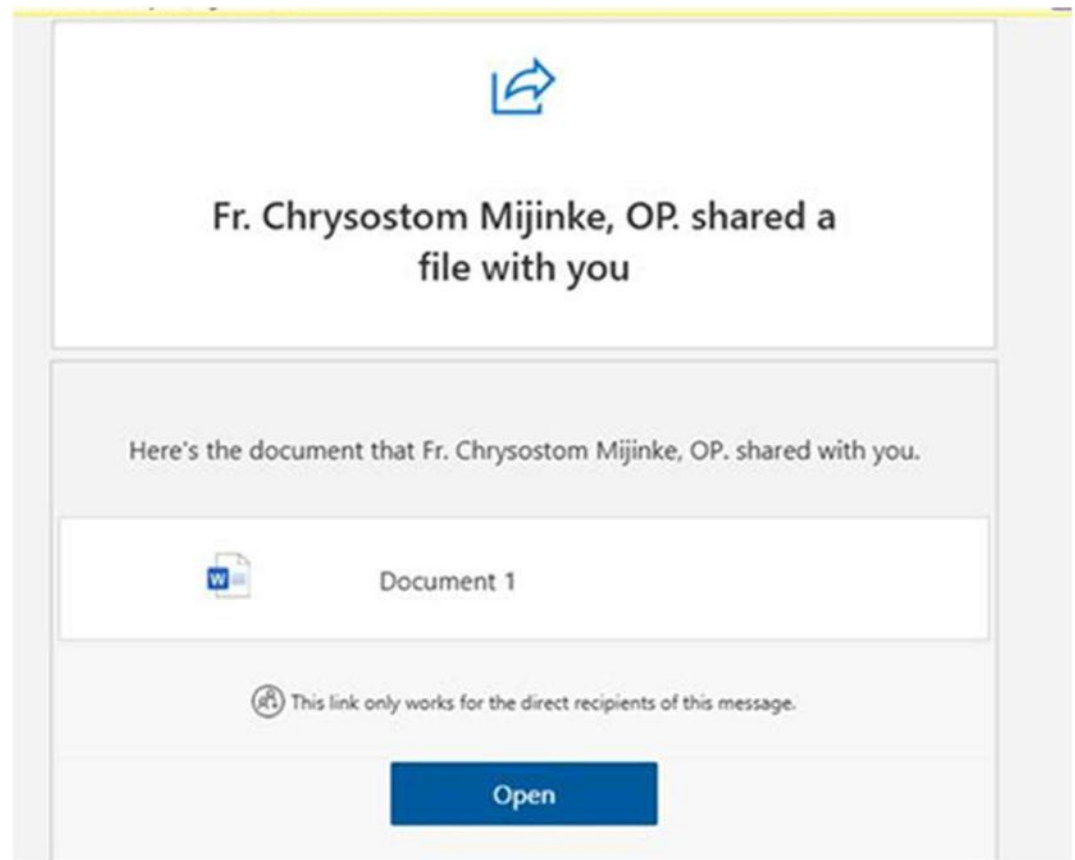 Fr. Chrysostom Mijinke, OP. shared a
file with you
Here's the document that Fr. Chrysostom Mijinke, OP. shared with you.
W
Document 1
This link only works for the direct recipients of this message.
Open